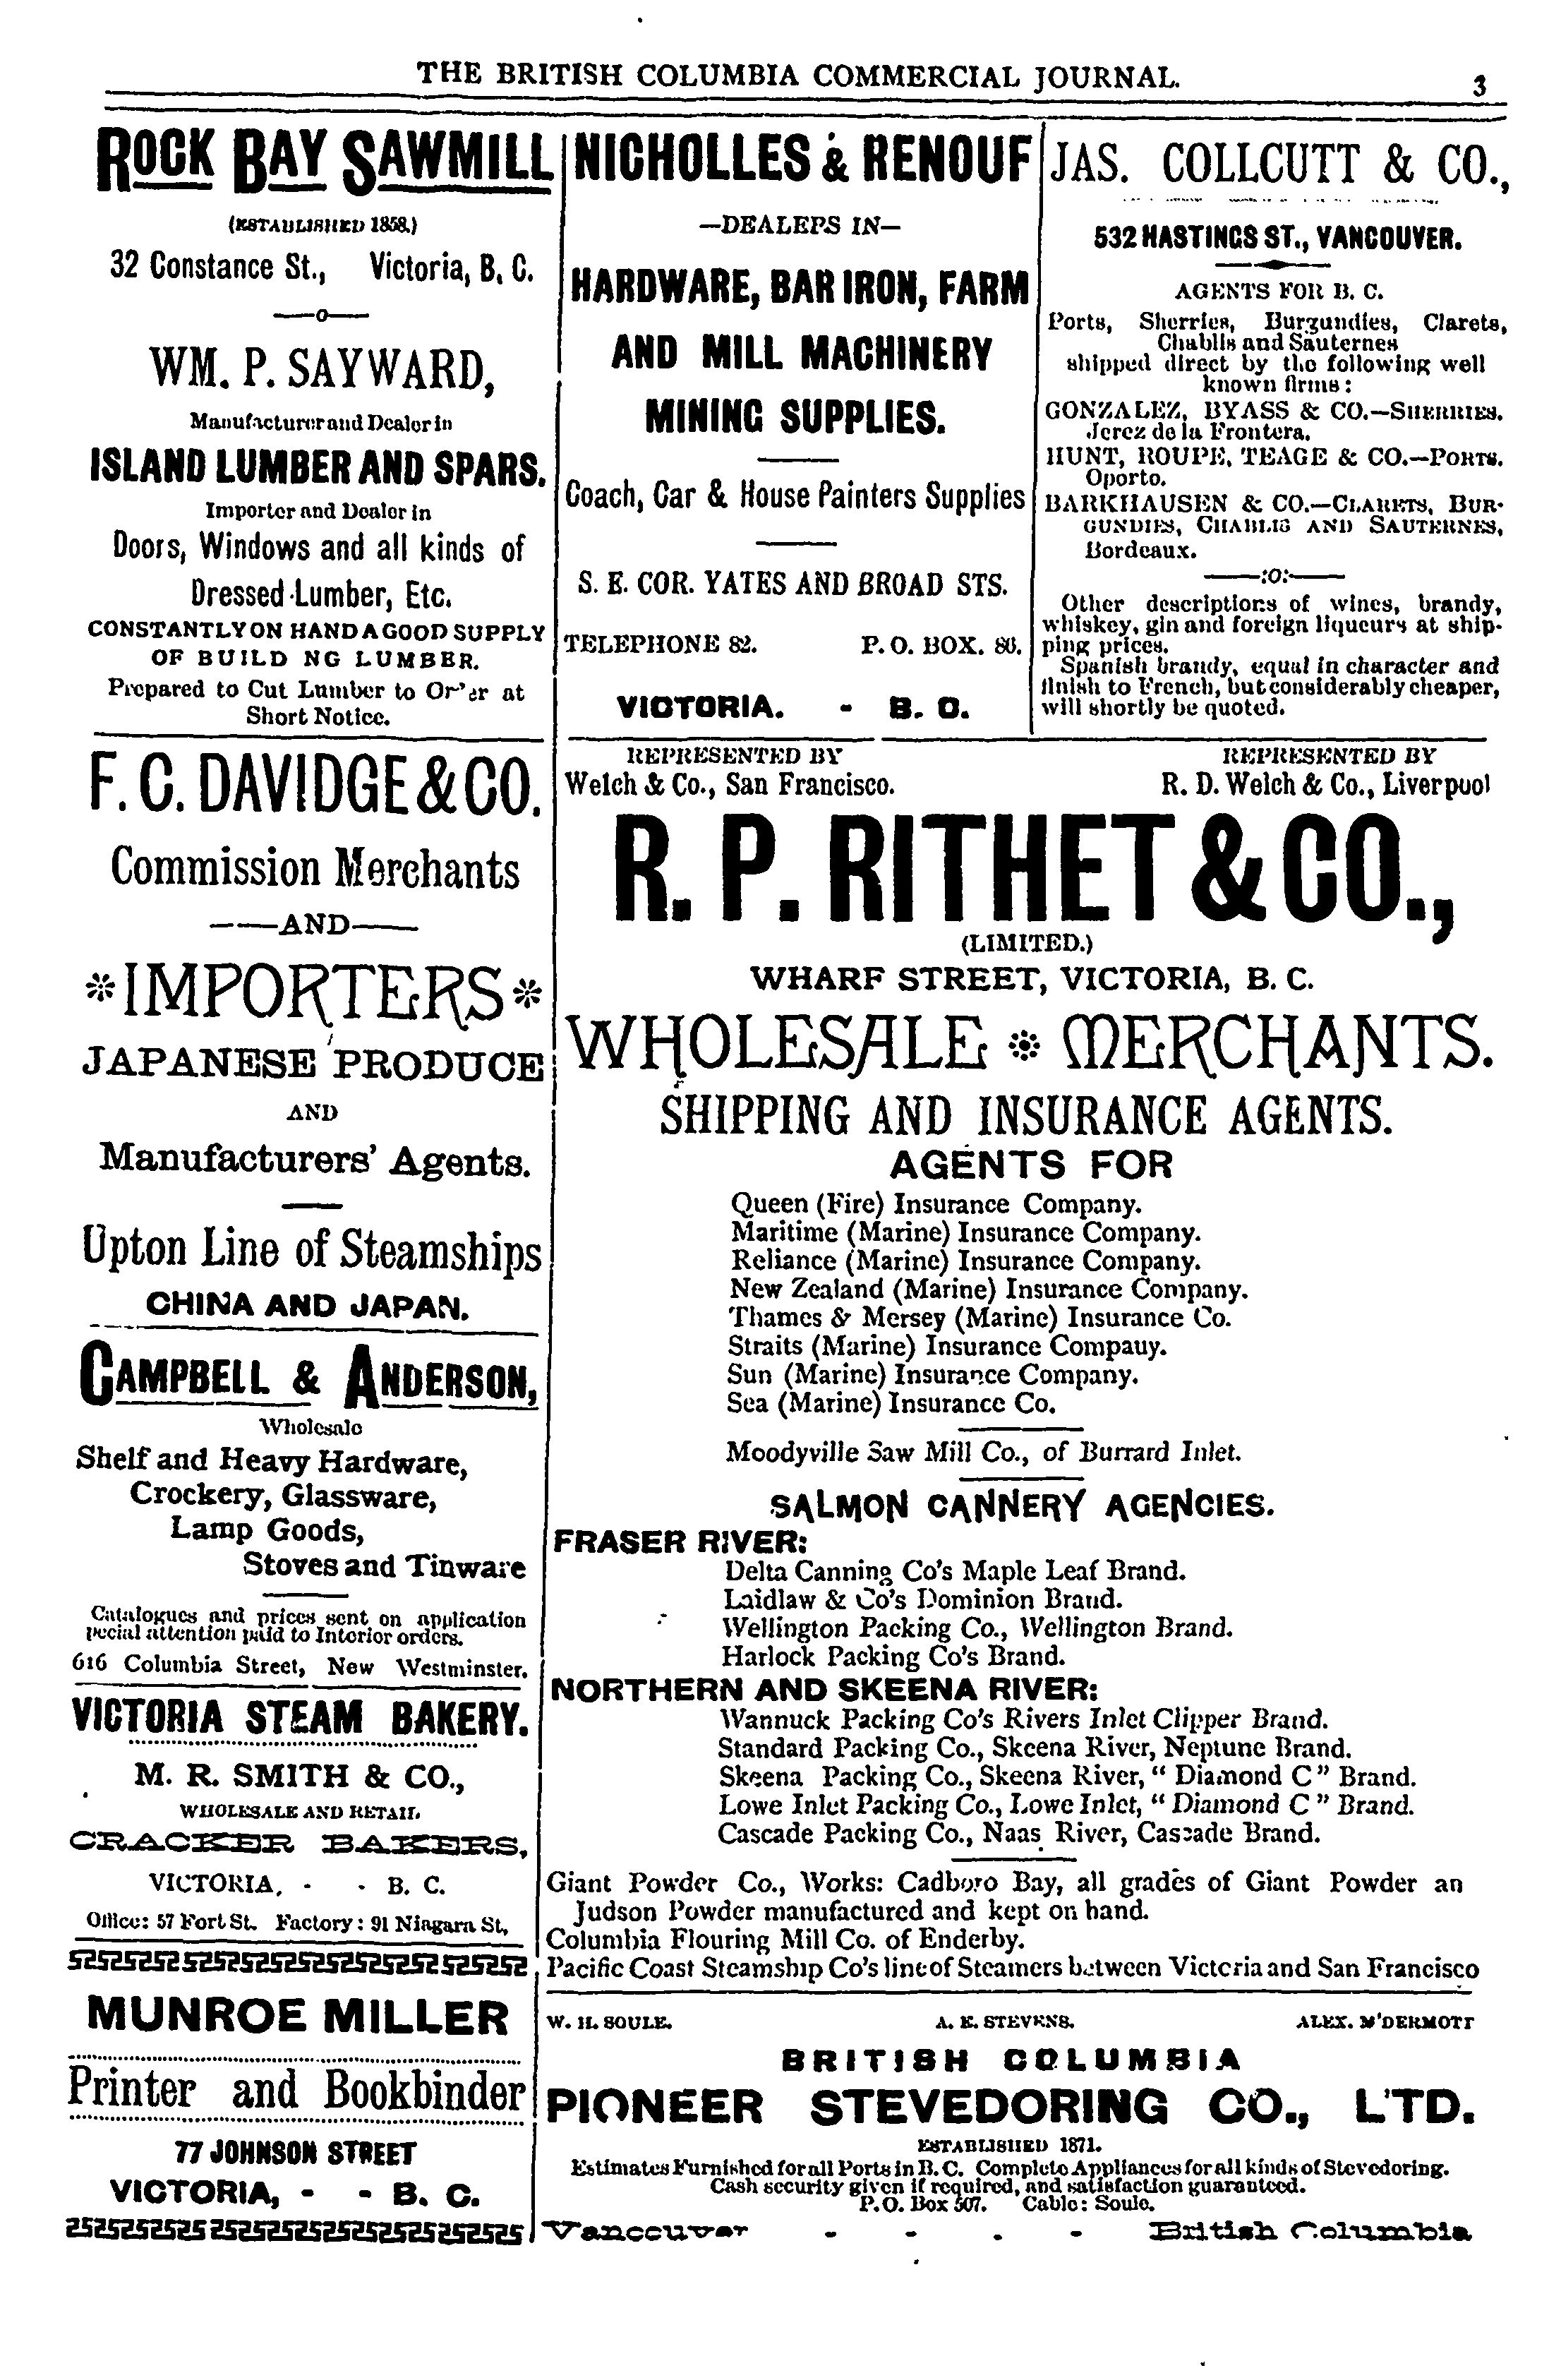 THE BRITISH COLUMBIA COMMERCIAL JOURNAL.
3
ROCK BAY SAWMILL
(ESTABLISHED 1858.)
32 Constance St., Victoria, B. C.
WM. P. SAYWARD,
Manufacturer and Dealer in
ISLAND LUMBER AND SPARS.
Importer and Dealer in
Doors, Windows and all kinds of
Dressed Lumber, Etc.
CONSTANTLY ON HAND A GOOD SUPPLY
OF BUILD NG LUMBER.
Prepared to Cut Lumber to Or'er at
Short Notice.
F. C. DAVIDGE & CO.
Commission Merchants
—AND—
*IMPORTERS*
JAPANESE PRODUCE
AND
Manufacturers' Agents.
Upton Line of Steamships
CHINA AND JAPAN.
CAMPBELL & ANDERSON,
Wholesale
Shelf and Heavy Hardware,
Crockery, Glassware,
Lamp Goods,
Stoves and Tinware
Catalogues and prices sent on application
pecial attention paid to Interior orders.
616 Columbia Street, New Westminster.
VICTORIA STEAM BAKERY.
M. R. SMITH & CO.,
WHOLESALE AND RETAIL
CRACKER BAKERS,
VICTORIA, - - B. C.
Office: 57 Fort St. Factory: 91 Niagara St,
MUNROE MILLER
Printer and Bookbinder
77 JOHNSON STREET
VICTORIA, - - B. C.
NICHOLLES & RENOUF
—DEALEPS IN—
HARDWARE, BAR IRON, FARM
AND MILL MACHINERY
MINING SUPPLIES.
Coach, Car & House Painters Supplies
S. E. COR. YATES AND BROAD STS.
TELEPHONE 82. P. O. BOX. 86.
VICTORIA. - B. C.
JAS. COLLCUTT & CO.,
532 HASTINGS ST., VANCOUVER.
AGENTS FOR B. C.
Ports, Sherries, Burgundies, Clarets,
Chablis and Sauternes
shipped direct by the following well
known firms:
GONZALEZ, BYASS & CO.—SHERRIES.
Jerez de la Frontera.
HUNT, ROUPE, TEAGE & CO.—PORTS.
Oporto.
BARKHAUSEN & CO.—CLARETS, BUR-
GUNDIES, CHABLIS AND SAUTERNES,
Bordeaux.
—:O:—
Other descriptions of wines, brandy,
whiskey, gin and foreign liqueurs at ship-
ping prices.
Spanish brandy, equal in character and
finish to French, but considerably cheaper,
will shortly be quoted.
REPRESENTED BY
Welch & Co., San Francisco.
REPRESENTED BY
R. D. Welch & Co., Liverpool
R. P. RITHET & CO.,
(LIMITED.)
WHARF STREET, VICTORIA, B. C.
WHOLESALE * MERCHANTS.
SHIPPING AND INSURANCE AGENTS.
AGENTS FOR
Queen (Fire) Insurance Company.
Maritime (Marine) Insurance Company.
Reliance (Marine) Insurance Company.
New Zealand (Marine) Insurance Company.
Thames & Mersey (Marine) Insurance Co.
Straits (Marine) Insurance Compauy.
Sun (Marine) Insurance Company.
Sea (Marine) Insurance Co.
Moodyville Saw Mill Co., of Burrard Inlet.
SALMON CANNERY AGENCIES.
FRASER RIVER:
Delta Canning Co's Maple Leaf Brand.
Laidlaw & Co's Dominion Brand.
Wellington Packing Co., Wellington Brand.
Harlock Packing Co's Brand.
NORTHERN AND SKEENA RIVER:
Wannuck Packing Co's Rivers Inlet Clipper Brand.
Standard Packing Co., Skeena River, Neptune Brand.
Skeena Packing Co., Skeena River, " Diamond C " Brand.
Lowe Inlet Packing Co., Lowe Inlet, " Diamond C " Brand.
Cascade Packing Co., Naas River, Cascade Brand.
Giant Powder Co., Works: Cadboro Bay, all grades of Giant Powder an
Judson Powder manufactured and kept on hand.
Columbia Flouring Mill Co. of Enderby.
Pacific Coast Steamship Co's line of Steamers between Victoria and San Francisco
W. H. SOULE. A. E. STEVENS. ALEX. M'DERMOTT
BRITISH COLUMBIA
PIONEER STEVEDORING CO., L'TD.
ESTABLISHED 1871.
Estimates Furnished for all Ports in B. C. Complete Appliances for all kinds of Stevedoring.
Cash security given if required, and satisfaction guaranteed.
P.O. Box 507. Cable: Soule.
Vancouver - - - - British Columbia